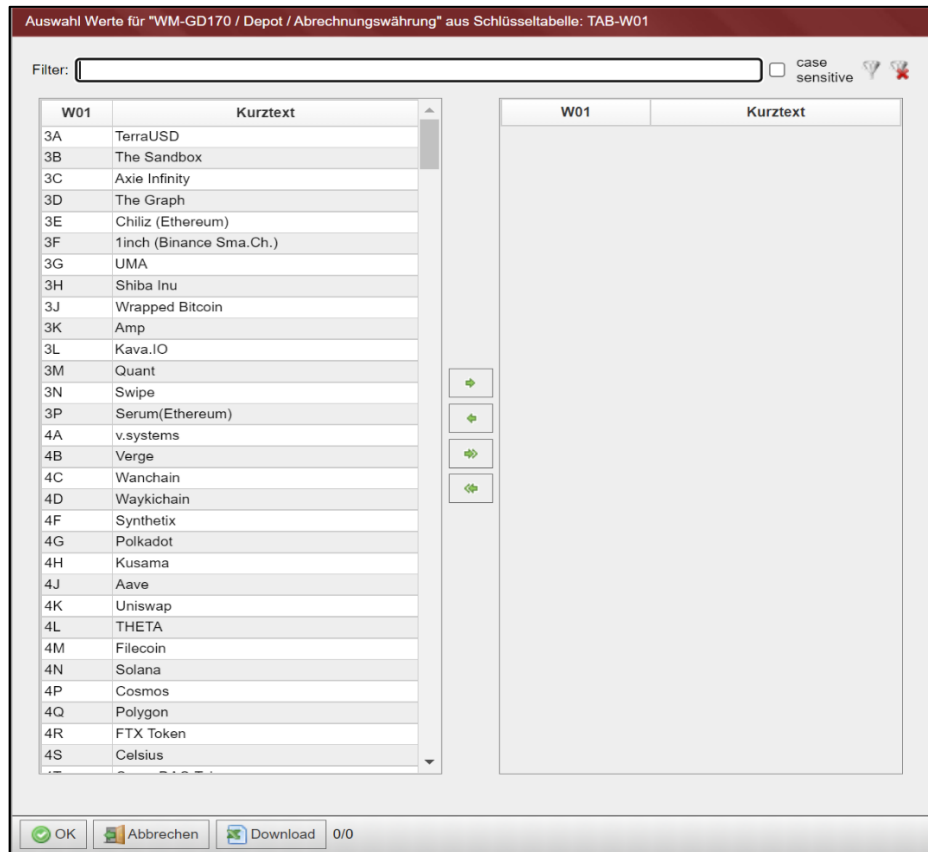 Auswahl Werte für "WM-GD170 / Depot / Abrechnungswährung" aus Schlüsseltabelle: TAB-W01
Filter: case sensitive
W01 Kurztext
3A TerraUSD
3B The Sandbox
3C Axie Infinity
3D The Graph
3E Chiliz (Ethereum)
3F 1inch (Binance Sma.Ch.)
3G UMA
3H Shiba Inu
3J Wrapped Bitcoin
3K Amp
3L Kava.IO
3M Quant
3N Swipe
3P Serum(Ethereum)
4A v.systems
4B Verge
4C Wanchain
4D Waykichain
4F Synthetix
4G Polkadot
4H Kusama
4J Aave
4K Uniswap
4L THETA
4M Filecoin
4N Solana
4P Cosmos
4Q Polygon
4R FTX Token
4S Celsius
W01 Kurztext
OK Abbrechen Download 0/0